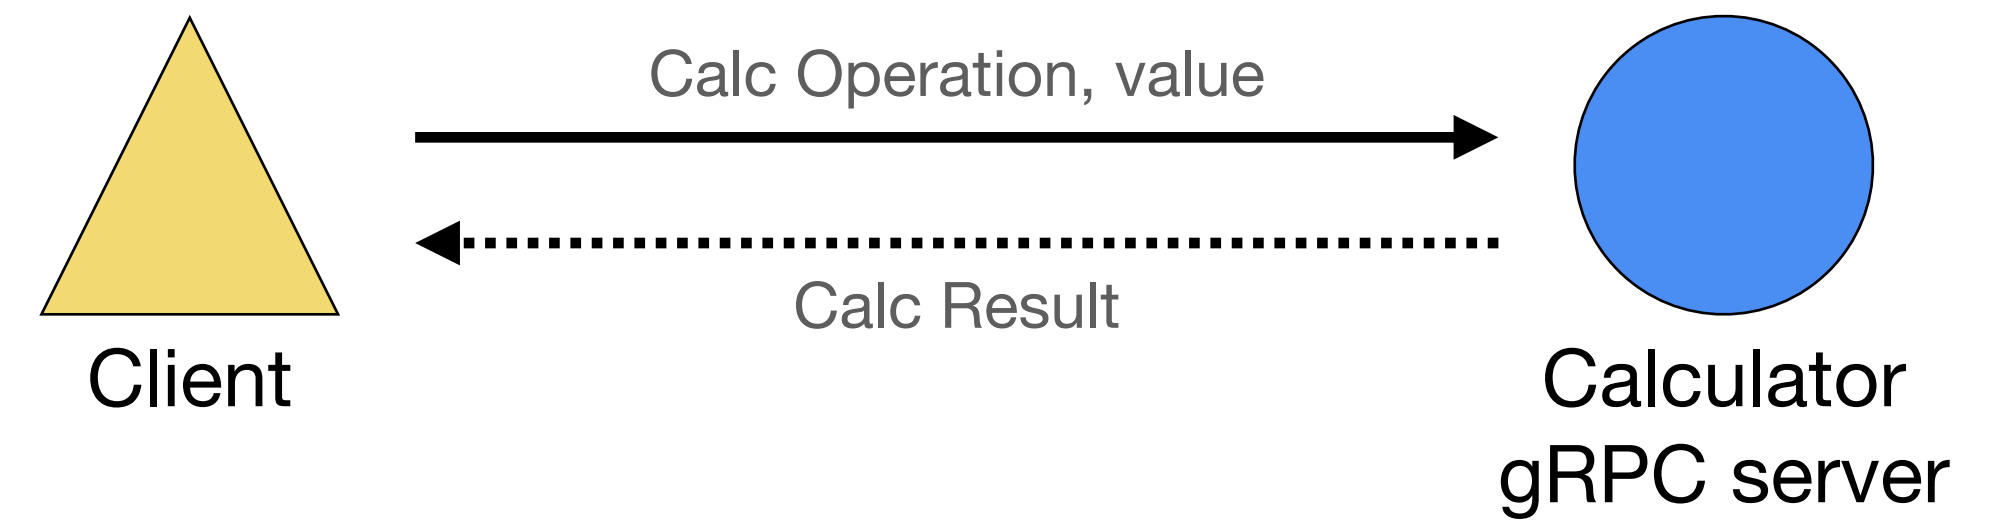 Calc Operation, value
Calc Result
Client
Calculator
gRPC server